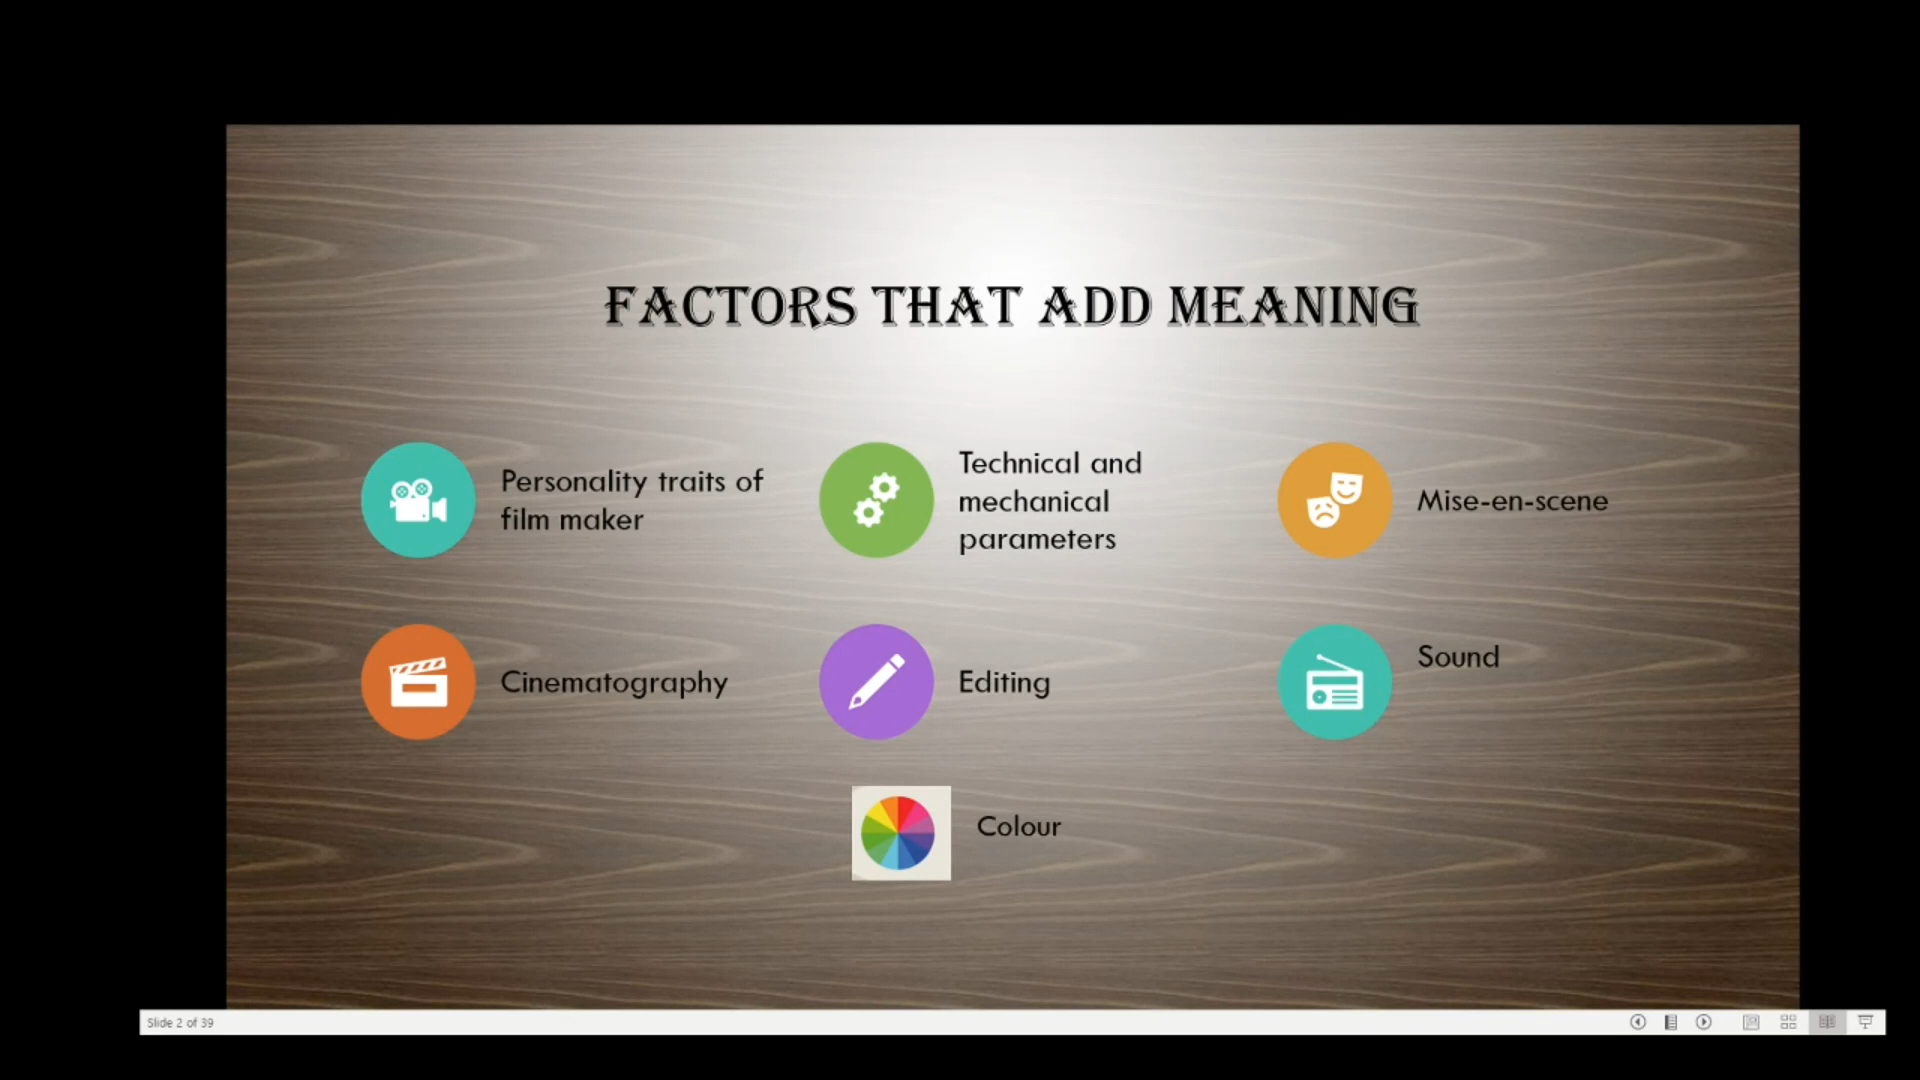 FACTORS THAT ADD MEANING
Personality traits of
film maker
Technical and
mechanical
parameters
Mise-en-scene
Cinematography
Editing
Sound
Colour
Slide 2 of 39